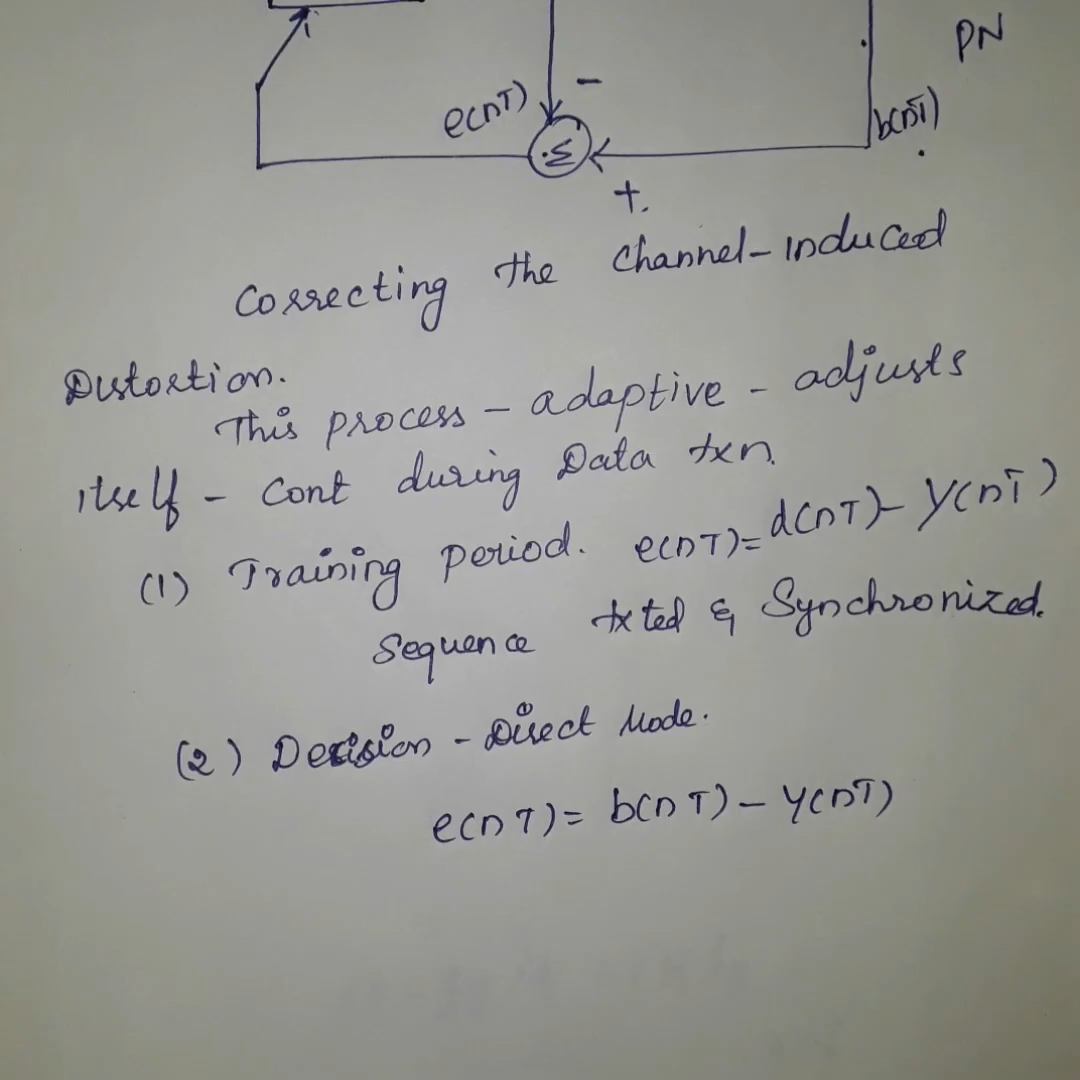 PN
e(nT) -
b(nT)
Σ
+.
Correcting the channel-induced
Distortion.
This process - adaptive - adjusts
itself - cont during Data txn.
(1) Training period. e(nT)= d(nT)- Y(nT)
Sequence txted & Synchronized.
(2) Decision - Direct Mode.
e(nT)= b(nT) - Y(nT)